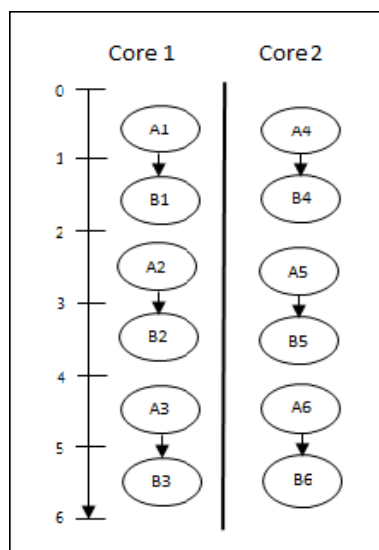 Core 1 Core 2
0
A1 A4
1
B1 B4
2
A2 A5
3
B2 B5
4
A3 A6
5
B3 B6
6